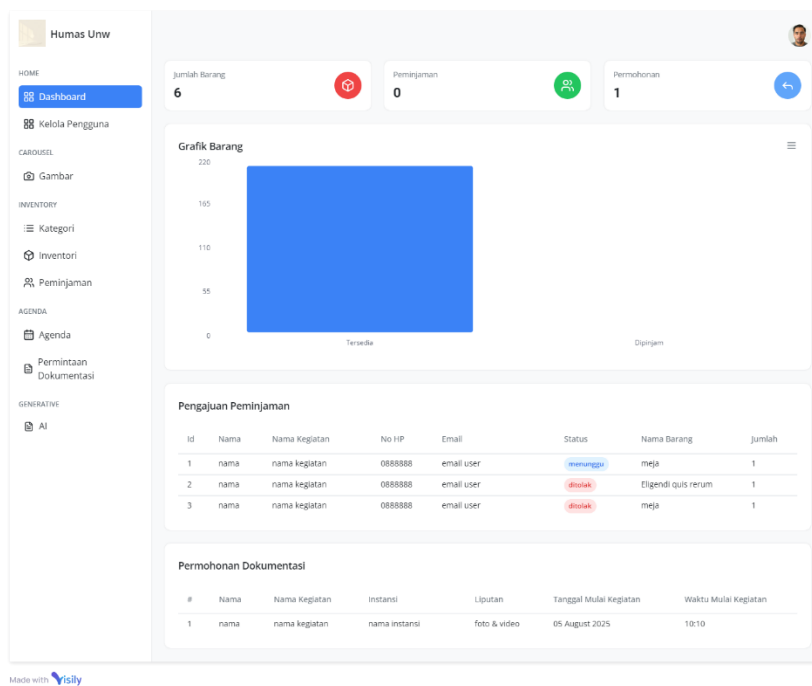 Humas Unw
HOME
Dashboard
Kelola Pengguna
CAROUSEL
Gambar
INVENTORY
Kategori
Inventori
Peminjaman
AGENDA
Agenda
Permintaan
Dokumentasi
GENERATIVE
AI
Jumlah Barang
6
Peminjaman
0
Permohonan
1
Grafik Barang
220
165
110
55
0
Tersedia Dipinjam
Pengajuan Peminjaman
Id Nama Nama Kegiatan No HP Email Status Nama Barang Jumlah
1 nama nama kegiatan 0888888 email user menunggu meja 1
2 nama nama kegiatan 0888888 email user ditolak Eligendi quis rerum 1
3 nama nama kegiatan 0888888 email user ditolak meja 1
Permohonan Dokumentasi
# Nama Nama Kegiatan Instansi Liputan Tanggal Mulai Kegiatan Waktu Mulai Kegiatan
1 nama nama kegiatan nama instansi foto & video 05 August 2025 10:10
Made with Visily